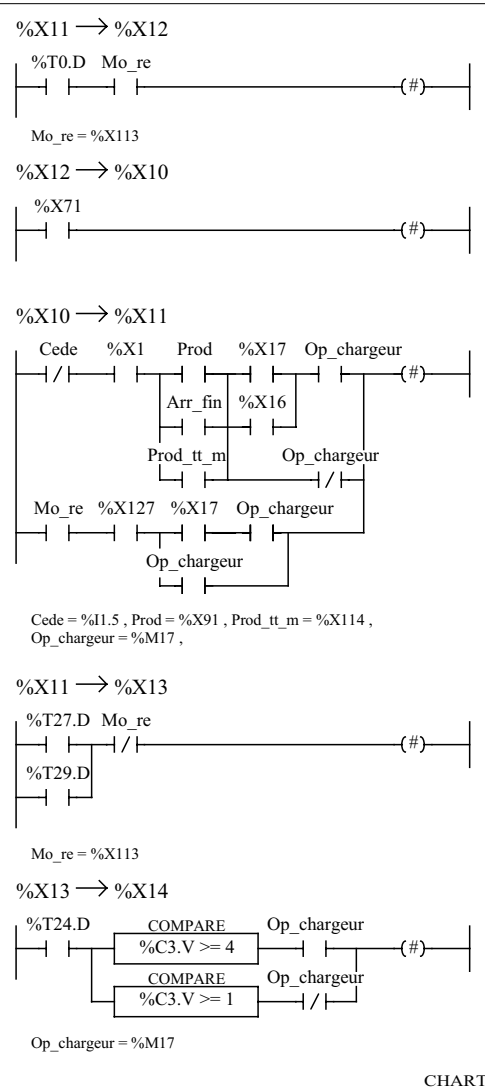 %X11 → %X12
%T0.D Mo_re
(#)
Mo_re = %X113
%X12 → %X10
%X71
(#)
%X10 → %X11
Cede %X1 Prod %X17 Op_chargeur
(#)
Arr_fin %X16
Prod_tt_m Op_chargeur
Mo_re %X127 %X17 Op_chargeur
Op_chargeur
Cede = %I1.5 , Prod = %X91 , Prod_tt_m = %X114 ,
Op_chargeur = %M17 ,
%X11 → %X13
%T27.D Mo_re
(#)
%T29.D
Mo_re = %X113
%X13 → %X14
%T24.D COMPARE Op_chargeur
%C3.V >= 4 (#)
COMPARE Op_chargeur
%C3.V >= 1
Op_chargeur = %M17
CHART